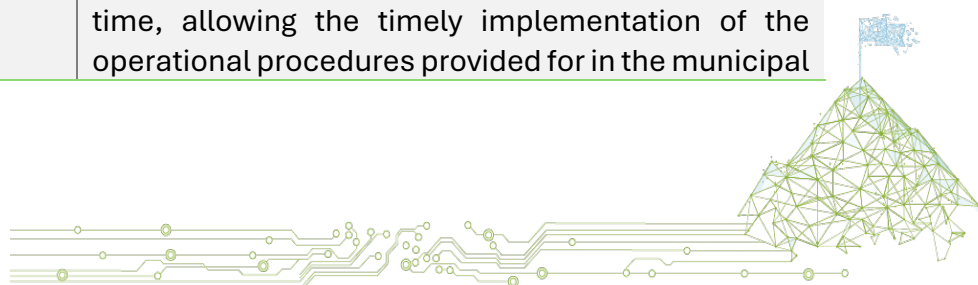 time, allowing the timely implementation of the
operational procedures provided for in the municipal